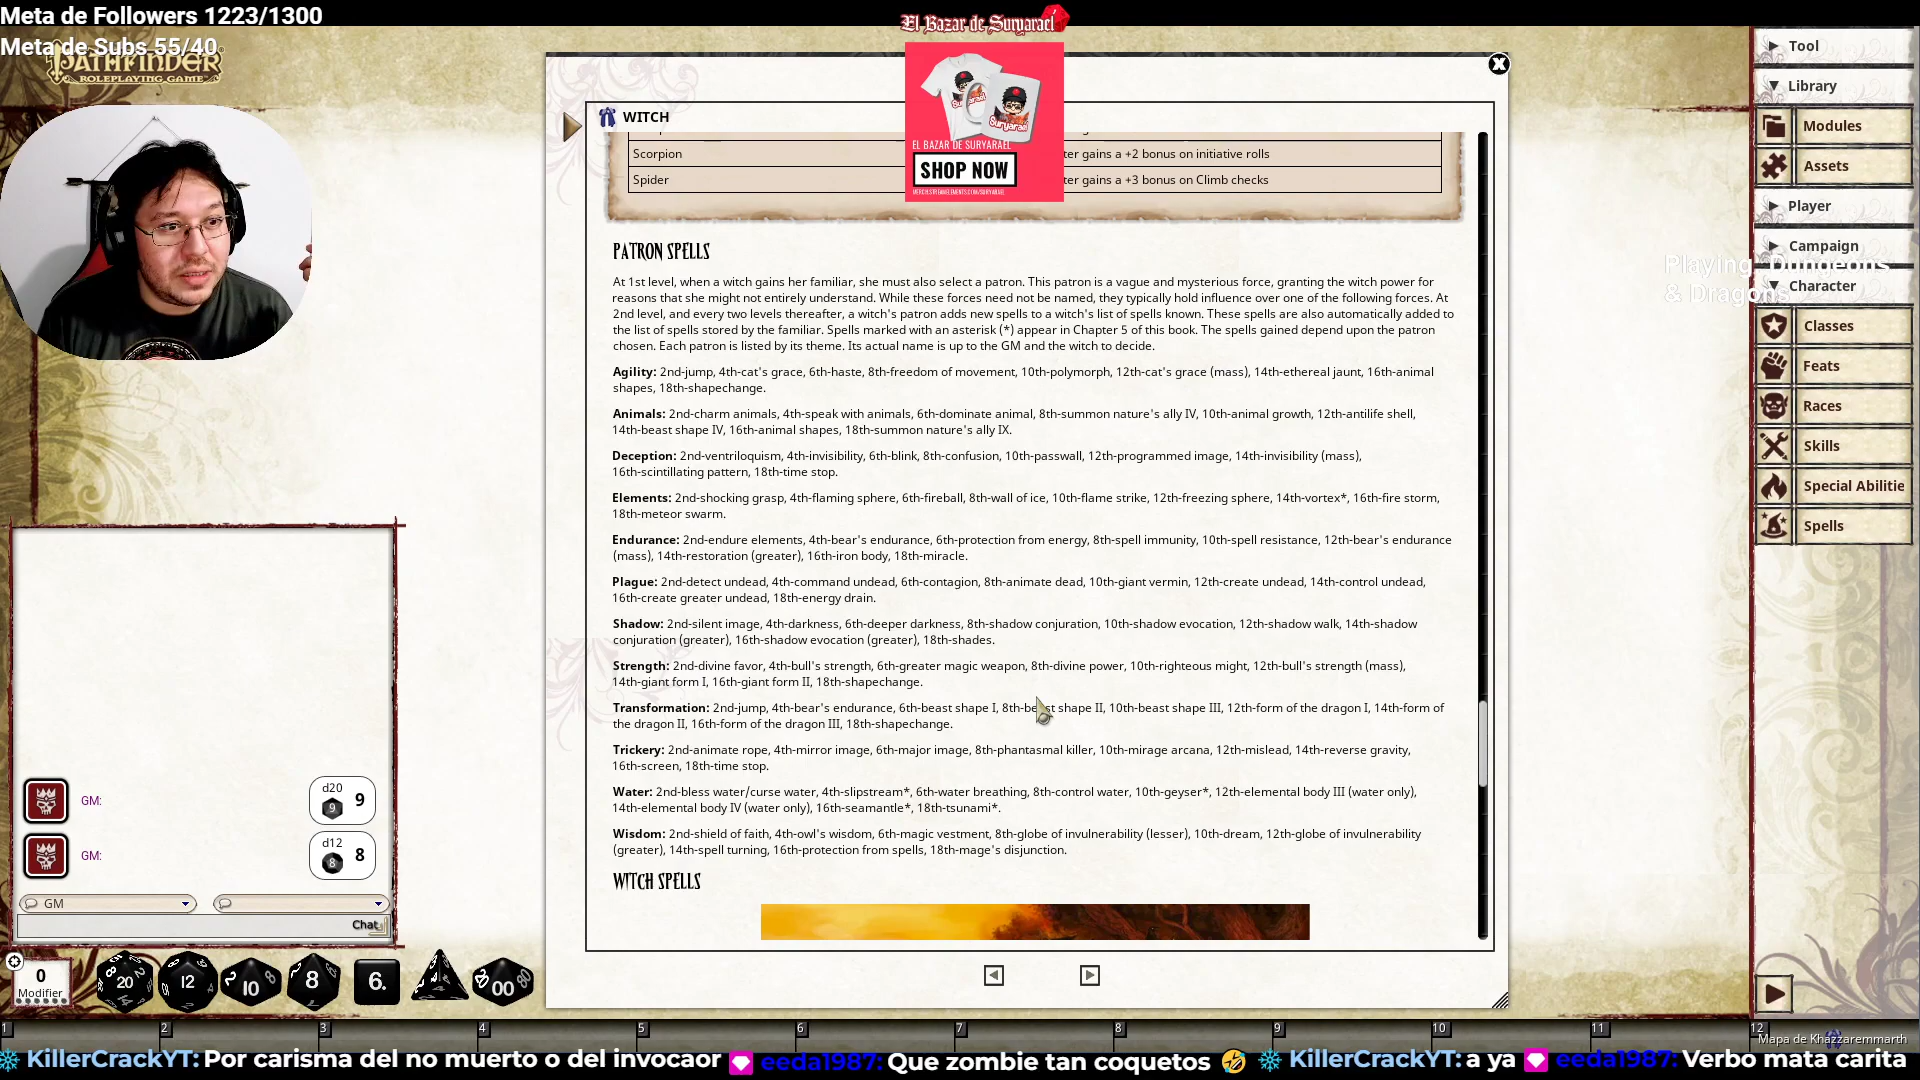 Meta de Followers 1223/1300
Meta de Subs 55/40
PATHFINDER
ROLEPLAYING GAME
El Bazar de Suryarael
Suryarael
EL BAZAR DE SURYARAEL
SHOP NOW
WITCH
Scorpion
ter gains a +2 bonus on initiative rolls
Spider
ter gains a +3 bonus on Climb checks
PATRON SPELLS
At 1st level, when a witch gains her familiar, she must also select a patron. This patron is a vague and mysterious force, granting the witch power for
reasons that she might not entirely understand. While these forces need not be named, they typically hold influence over one of the following forces. At
2nd level, and every two levels thereafter, a witch's patron adds new spells to a witch's list of spells known. These spells are also automatically added to
the list of spells stored by the familiar. Spells marked with an asterisk (*) appear in Chapter 5 of this book. The spells gained depend upon the patron
chosen. Each patron is listed by its theme. Its actual name is up to the GM and the witch to decide.
Agility: 2nd-jump, 4th-cat's grace, 6th-haste, 8th-freedom of movement, 10th-polymorph, 12th-cat's grace (mass), 14th-ethereal jaunt, 16th-animal
shapes, 18th-shapechange.
Animals: 2nd-charm animals, 4th-speak with animals, 6th-dominate animal, 8th-summon nature's ally IV, 10th-animal growth, 12th-antilife shell,
14th-beast shape IV, 16th-animal shapes, 18th-summon nature's ally IX.
Deception: 2nd-ventriloquism, 4th-invisibility, 6th-blink, 8th-confusion, 10th-passwall, 12th-programmed image, 14th-invisibility (mass),
16th-scintillating pattern, 18th-time stop.
Elements: 2nd-shocking grasp, 4th-flaming sphere, 6th-fireball, 8th-wall of ice, 10th-flame strike, 12th-freezing sphere, 14th-vortex*, 16th-fire storm,
18th-meteor swarm.
Endurance: 2nd-endure elements, 4th-bear's endurance, 6th-protection from energy, 8th-spell immunity, 10th-spell resistance, 12th-bear's endurance
(mass), 14th-restoration (greater), 16th-iron body, 18th-miracle.
Plague: 2nd-detect undead, 4th-command undead, 6th-contagion, 8th-animate dead, 10th-giant vermin, 12th-create undead, 14th-control undead,
16th-create greater undead, 18th-energy drain.
Shadow: 2nd-silent image, 4th-darkness, 6th-deeper darkness, 8th-shadow conjuration, 10th-shadow evocation, 12th-shadow walk, 14th-shadow
conjuration (greater), 16th-shadow evocation (greater), 18th-shades.
Strength: 2nd-divine favor, 4th-bull's strength, 6th-greater magic weapon, 8th-divine power, 10th-righteous might, 12th-bull's strength (mass),
14th-giant form I, 16th-giant form II, 18th-shapechange.
Transformation: 2nd-jump, 4th-bear's endurance, 6th-beast shape I, 8th-beast shape II, 10th-beast shape III, 12th-form of the dragon I, 14th-form of
the dragon II, 16th-form of the dragon III, 18th-shapechange.
Trickery: 2nd-animate rope, 4th-mirror image, 6th-major image, 8th-phantasmal killer, 10th-mirage arcana, 12th-mislead, 14th-reverse gravity,
16th-screen, 18th-time stop.
Water: 2nd-bless water/curse water, 4th-slipstream*, 6th-water breathing, 8th-control water, 10th-geyser*, 12th-elemental body III (water only),
14th-elemental body IV (water only), 16th-seamantle*, 18th-tsunami*.
Wisdom: 2nd-shield of faith, 4th-owl's wisdom, 6th-magic vestment, 8th-globe of invulnerability (lesser), 10th-dream, 12th-globe of invulnerability
(greater), 14th-spell turning, 16th-protection from spells, 18th-mage's disjunction.
WITCH SPELLS
Tool
Library
Modules
Assets
Player
Campaign
Playing Dungeons
& Dragons
Character
Classes
Feats
Races
Skills
Special Abilitie
Spells
GM:
d20
9
9
GM:
d12
8
8
GM
Chat
0
Modifier
20
12
10
8
6.
00
1 2 3 4 5 6 7 8 9 10 11 12
Mapa de Khazzaremmarth
KillerCrackYT: Por carisma del no muerto o del invocaor eeda1987: Que zombie tan coquetos 🤣 KillerCrackYT: a ya eeda1987: Verbo mata carita